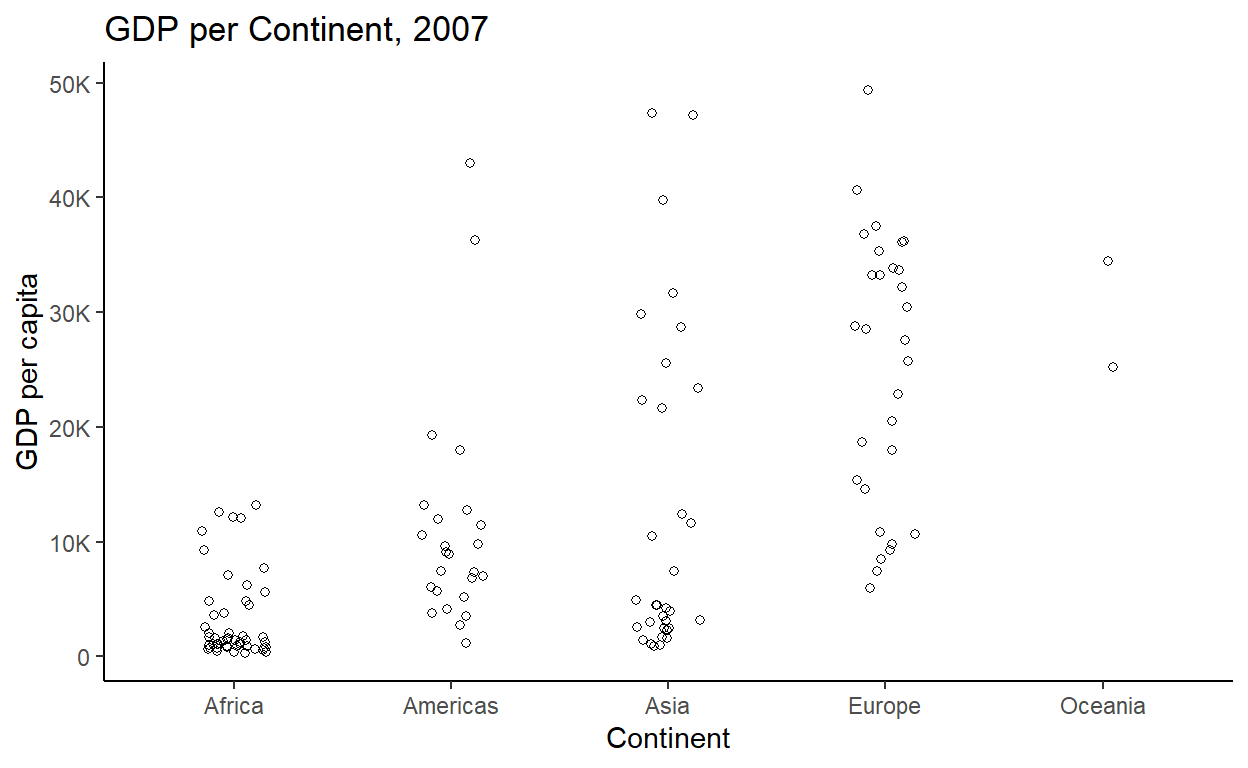 GDP per Continent, 2007
GDP per capita
50K
40K
30K
20K
10K
0
Africa
Americas
Asia
Europe
Oceania
Continent